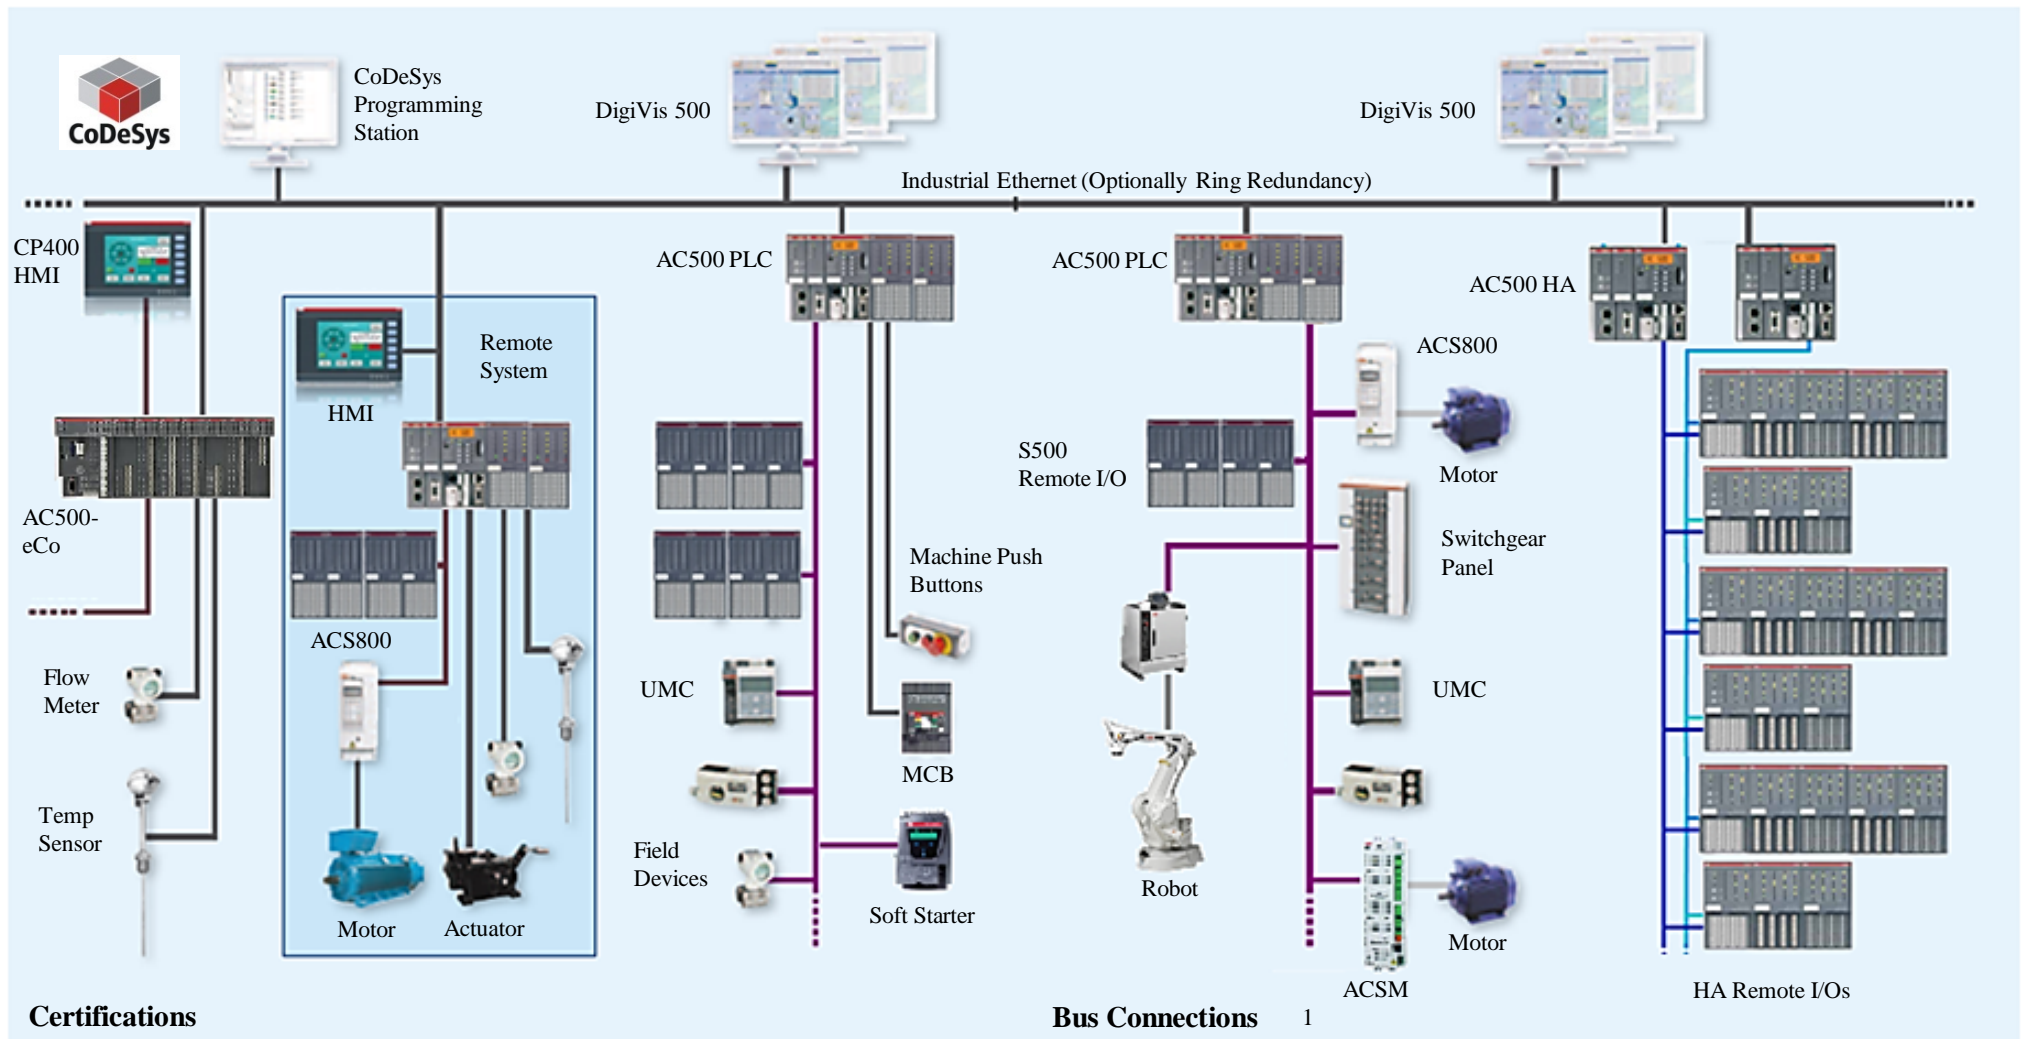 CoDeSys
CoDeSys
Programming
Station
DigiVis 500
DigiVis 500
Industrial Ethernet (Optionally Ring Redundancy)
CP400
HMI
AC500 PLC
AC500 PLC
AC500 HA
Remote
System
HMI
ACS800
Motor
S500
Remote I/O
AC500-
eCo
Switchgear
Panel
Machine Push
Buttons
ACS800
Flow
Meter
UMC
UMC
MCB
Temp
Sensor
Field
Devices
Robot
Soft Starter
Motor
Actuator
Motor
ACSM
HA Remote I/Os
Certifications
Bus Connections 1